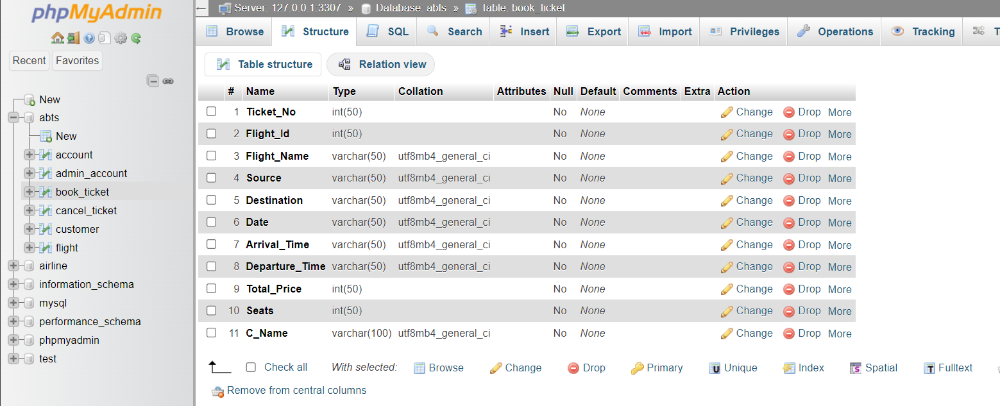 phpMyAdmin
Recent Favorites
New
abts
New
account
admin_account
book_ticket
cancel_ticket
customer
flight
airline
information_schema
mysql
performance_schema
phpmyadmin
test
Server: 127.0.0.1:3307 » Database: abts » Table: book_ticket
Browse Structure SQL Search Insert Export Import Privileges Operations Tracking T
Table structure Relation view
# Name Type Collation Attributes Null Default Comments Extra Action
1 Ticket_No int(50) No None Change Drop More
2 Flight_Id int(50) No None Change Drop More
3 Flight_Name varchar(50) utf8mb4_general_ci No None Change Drop More
4 Source varchar(50) utf8mb4_general_ci No None Change Drop More
5 Destination varchar(50) utf8mb4_general_ci No None Change Drop More
6 Date varchar(50) utf8mb4_general_ci No None Change Drop More
7 Arrival_Time varchar(50) utf8mb4_general_ci No None Change Drop More
8 Departure_Time varchar(50) utf8mb4_general_ci No None Change Drop More
9 Total_Price int(50) No None Change Drop More
10 Seats int(50) No None Change Drop More
11 C_Name varchar(100) utf8mb4_general_ci No None Change Drop More
Check all With selected: Browse Change Drop Primary Unique Index Spatial Fulltext
Remove from central columns